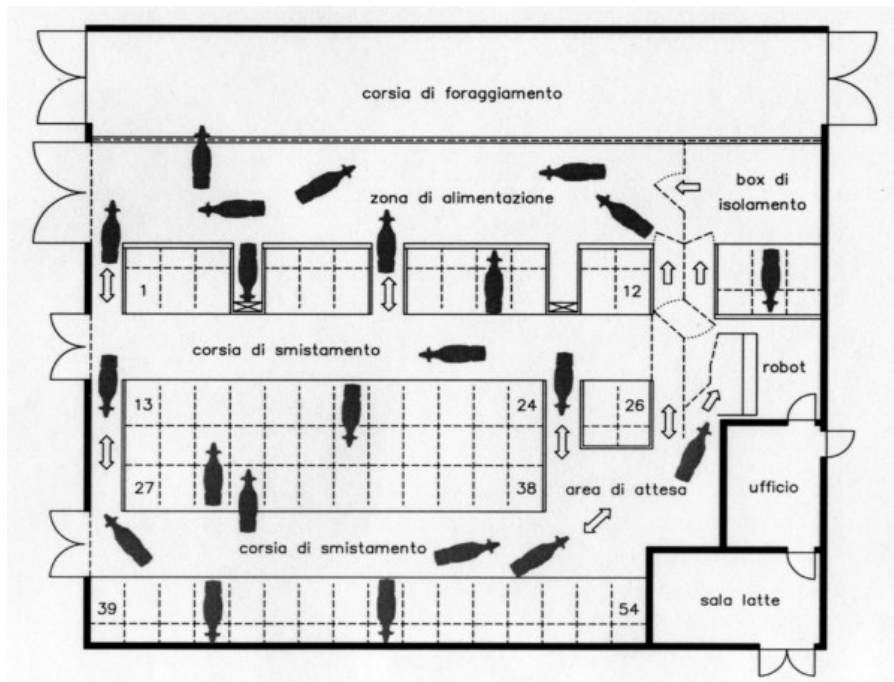 corsia di foraggiamento
zona di alimentazione
box di
isolamento
1
12
corsia di smistamento
robot
13
24
26
27
38
area di attesa
ufficio
corsia di smistamento
39
54
sala latte